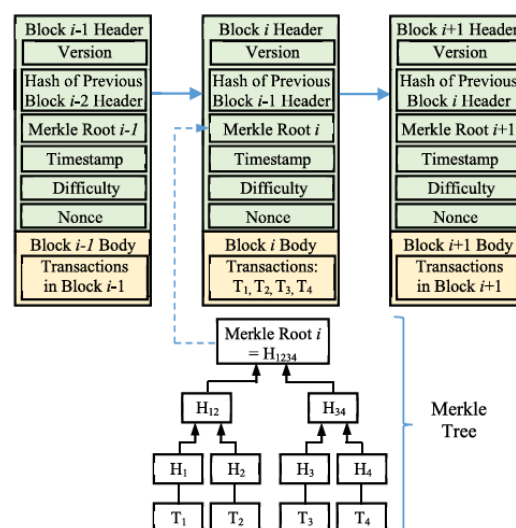 Block i-1 Header
Version
Hash of Previous
Block i-2 Header
Merkle Root i-1
Timestamp
Difficulty
Nonce
Block i-1 Body
Transactions
in Block i-1
Block i Header
Version
Hash of Previous
Block i-1 Header
Merkle Root i
Timestamp
Difficulty
Nonce
Block i Body
Transactions:
T₁, T₂, T₃, T₄
Block i+1 Header
Version
Hash of Previous
Block i Header
Merkle Root i+1
Timestamp
Difficulty
Nonce
Block i+1 Body
Transactions
in Block i+1
Merkle Root i
= H₁₂₃₄
H₁₂ H₃₄
H₁ H₂ H₃ H₄
T₁ T₂ T₃ T₄
Merkle
Tree